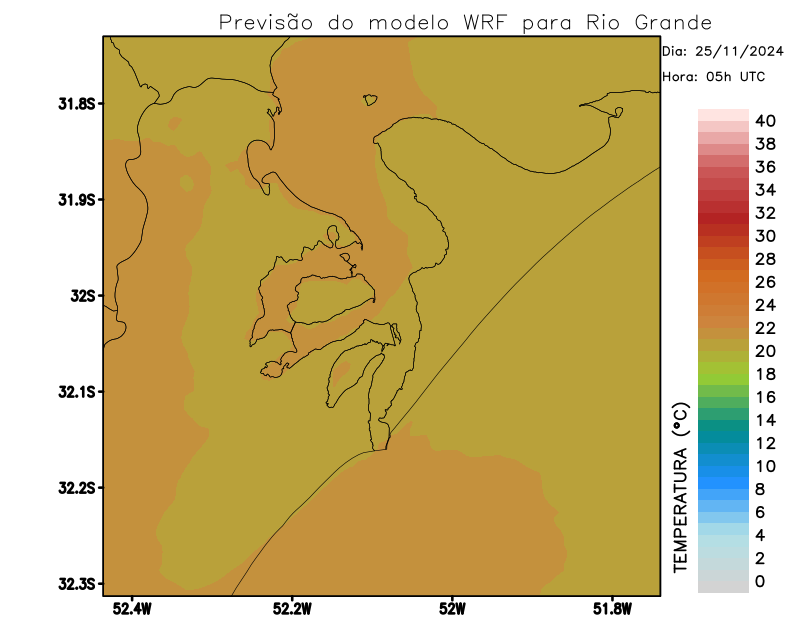 Previsão do modelo WRF para Rio Grande
Dia: 25/11/2024
Hora: 05h UTC
31.8S
31.9S
32S
32.1S
32.2S
32.3S
52.4W
52.2W
52W
51.8W
TEMPERATURA (°C)
40
38
36
34
32
30
28
26
24
22
20
18
16
14
12
10
8
6
4
2
0